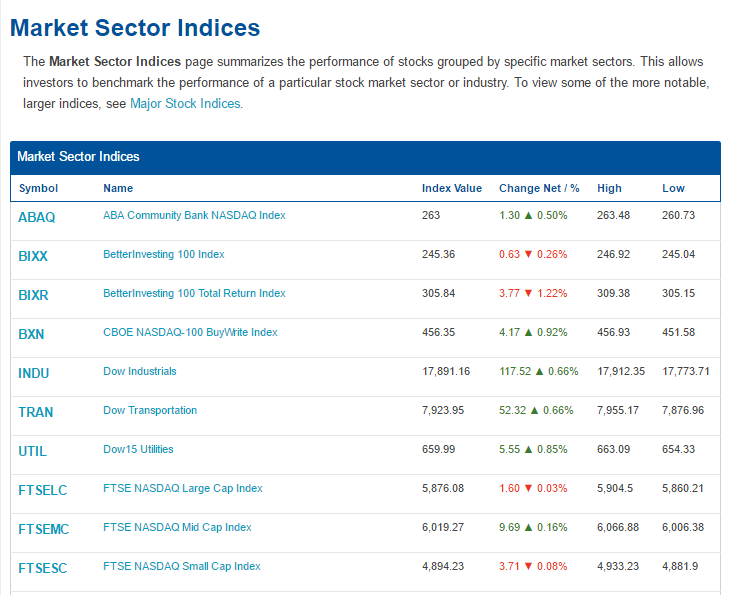 Market Sector Indices
The Market Sector Indices page summarizes the performance of stocks grouped by specific market sectors. This allows
investors to benchmark the performance of a particular stock market sector or industry. To view some of the more notable,
larger indices, see Major Stock Indices.
Market Sector Indices
Symbol Name Index Value Change Net / % High Low
ABAQ ABA Community Bank NASDAQ Index 263 1.30 ▲ 0.50% 263.48 260.73
BIXX BetterInvesting 100 Index 245.36 0.63 ▼ 0.26% 246.92 245.04
BIXR BetterInvesting 100 Total Return Index 305.84 3.77 ▼ 1.22% 309.38 305.15
BXN CBOE NASDAQ-100 BuyWrite Index 456.35 4.17 ▲ 0.92% 456.93 451.58
INDU Dow Industrials 17,891.16 117.52 ▲ 0.66% 17,912.35 17,773.71
TRAN Dow Transportation 7,923.95 52.32 ▲ 0.66% 7,955.17 7,876.96
UTIL Dow15 Utilities 659.99 5.55 ▲ 0.85% 663.09 654.33
FTSELC FTSE NASDAQ Large Cap Index 5,876.08 1.60 ▼ 0.03% 5,904.5 5,860.21
FTSEMC FTSE NASDAQ Mid Cap Index 6,019.27 9.69 ▲ 0.16% 6,066.88 6,006.38
FTSESC FTSE NASDAQ Small Cap Index 4,894.23 3.71 ▼ 0.08% 4,933.23 4,881.9